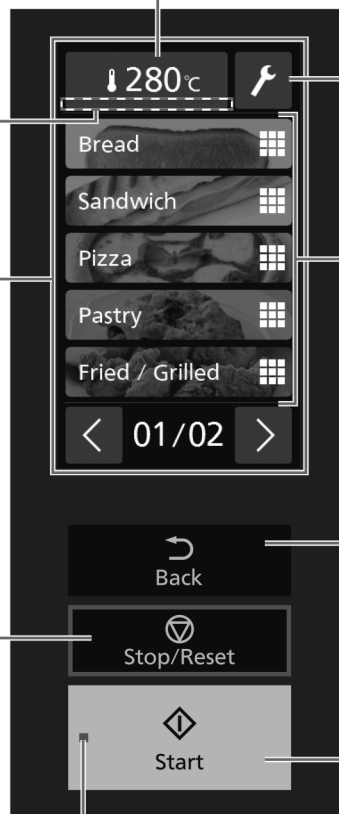 280℃
Bread
Sandwich
Pizza
Pastry
Fried / Grilled
01/02
Back
Stop/Reset
Start